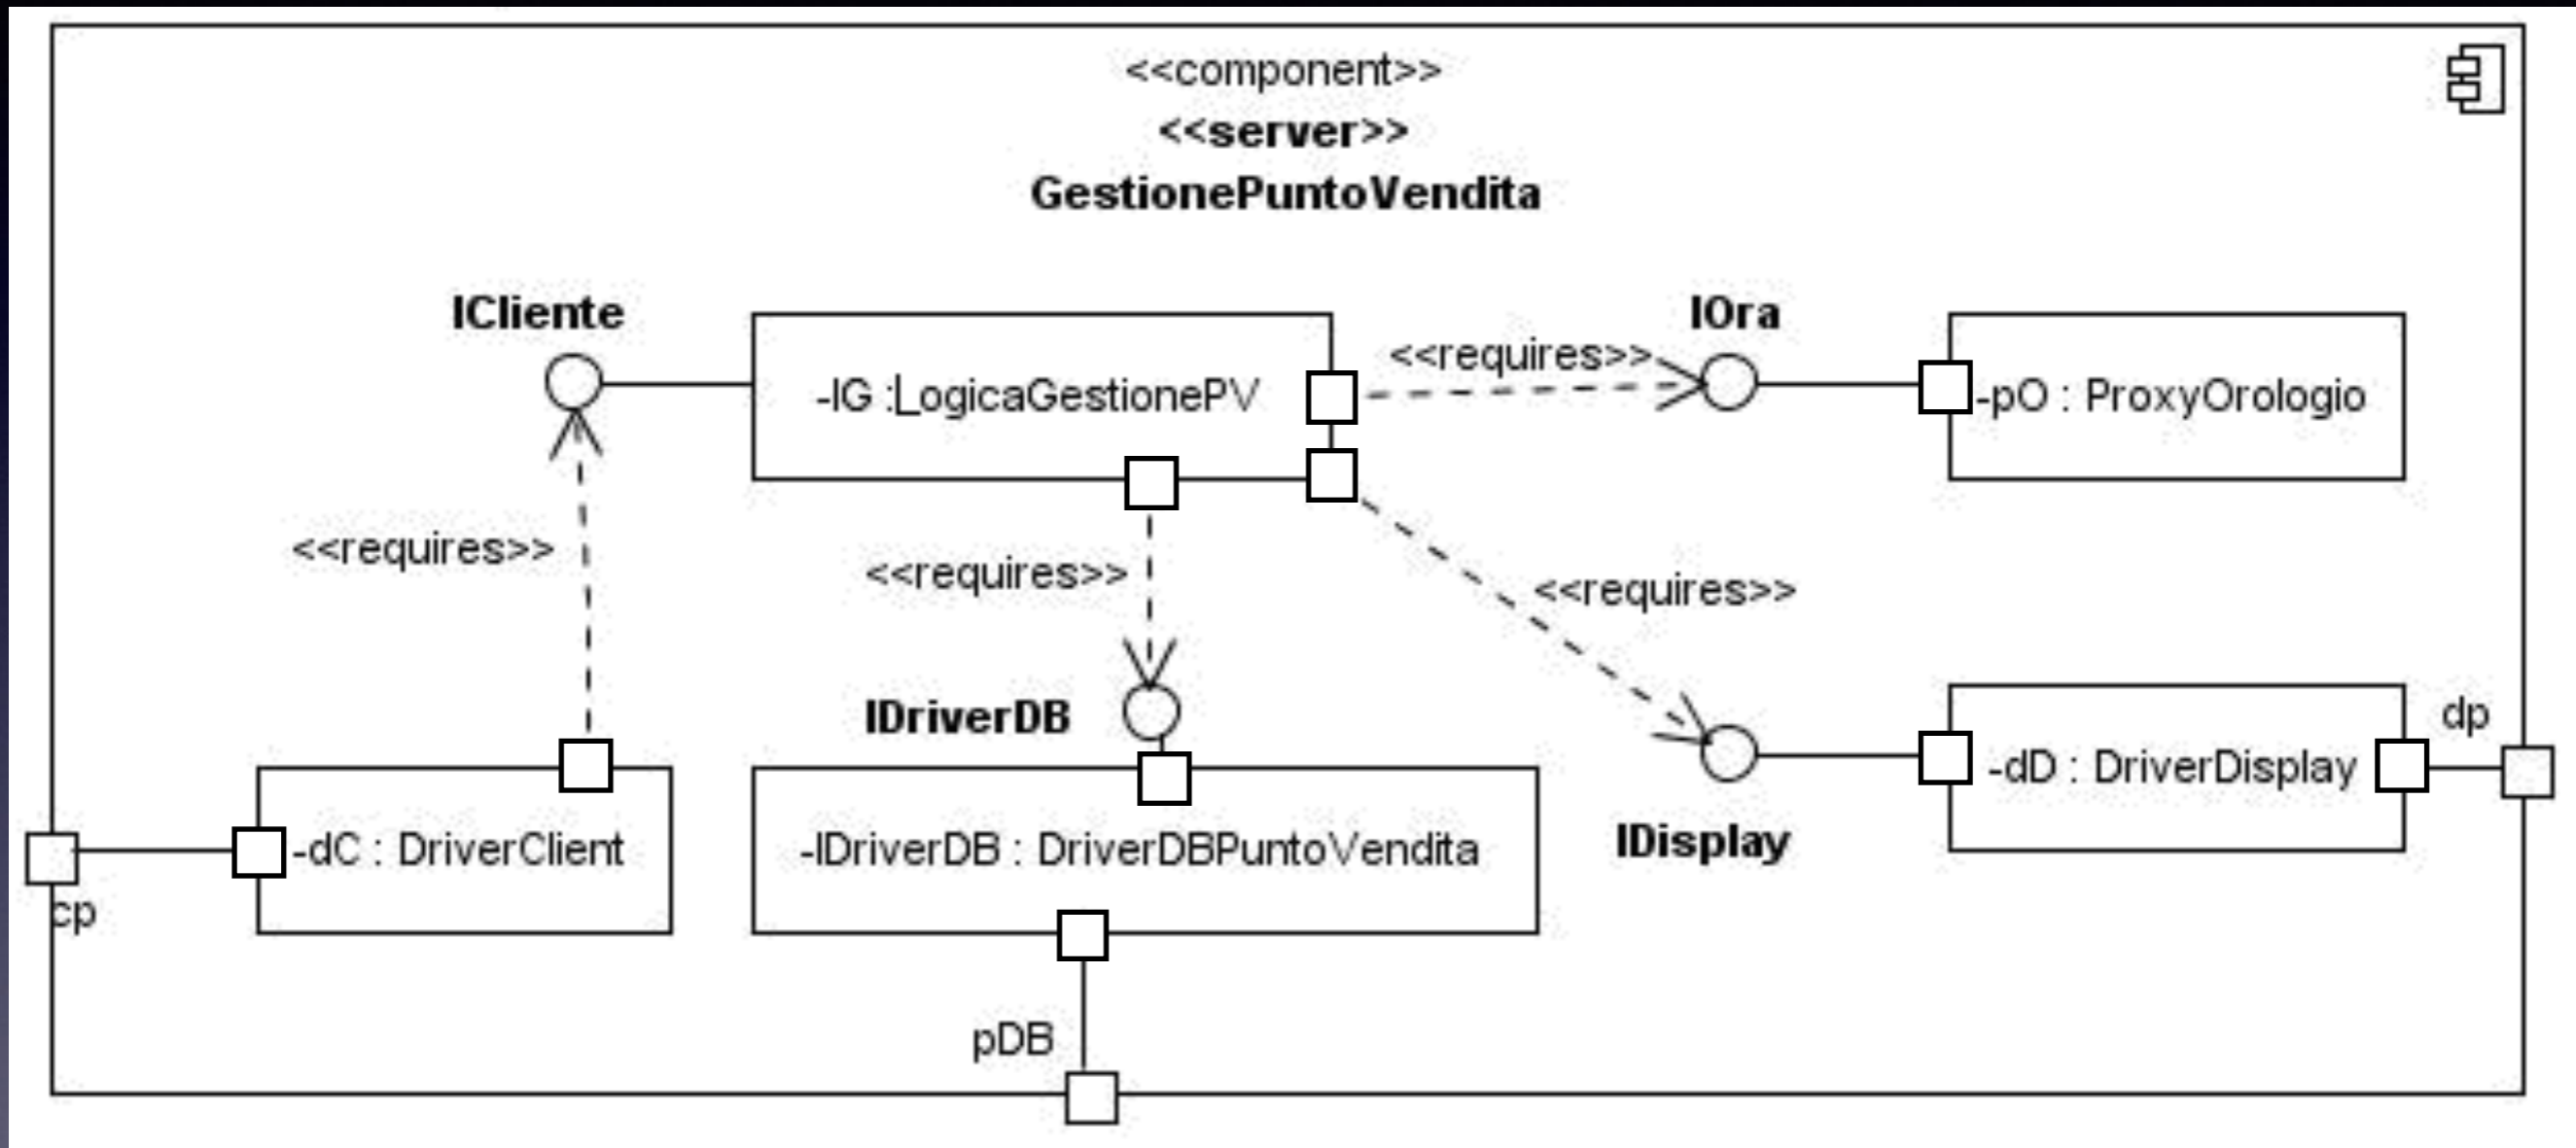 <<component>>
<<server>>
GestionePuntoVendita
ICliente
IOra
<<requires>>
-lG :LogicaGestionePV
-pO : ProxyOrologio
<<requires>>
<<requires>>
<<requires>>
IDriverDB
dp
-dD : DriverDisplay
-dC : DriverClient
-IDriverDB : DriverDBPuntoVendita
IDisplay
cp
pDB